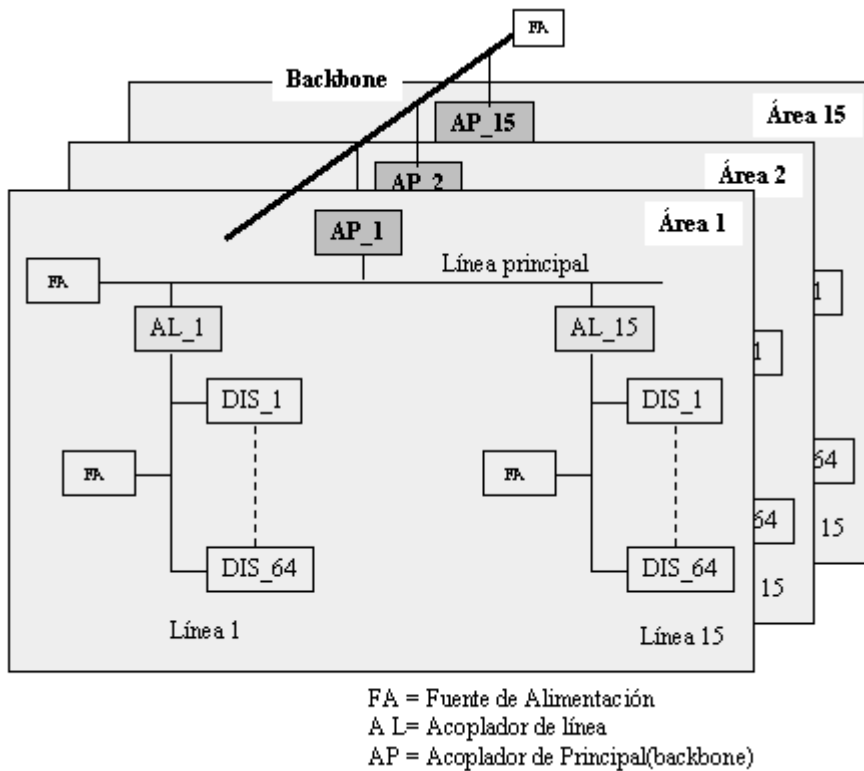 FA
Backbone
AP_15
Área 15
AP_2
Área 2
AP_1
Área 1
Línea principal
FA
AL_1
AL_15
1
1
DIS_1
DIS_1
FA
FA
64
64
DIS_64
DIS_64
15
15
Línea 1
Línea 15
FA = Fuente de Alimentación
A L= Acoplador de línea
AP = Acoplador de Principal(backbone)